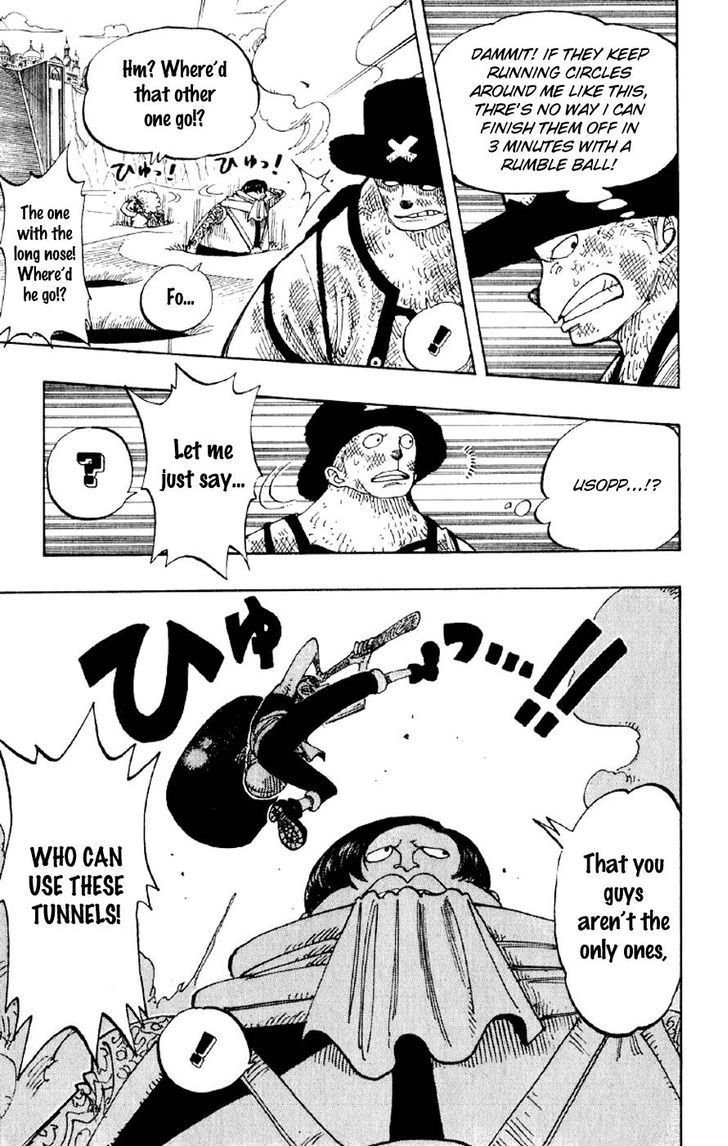 DAMMIT! IF THEY KEEP
RUNNING CIRCLES
AROUND ME LIKE THIS,
THRE'S NO WAY I CAN
FINISH THEM OFF IN
3 MINUTES WITH A
RUMBLE BALL!
Hm? Where'd
that other
one go!?
ひゅっ!
ひゅっ!
The one
with the
long nose!
Where'd
he go!?
Fo...
!
USOPP...!?
Let me
just say...
?
ひゅッ…!!
That you
guys
aren't the
only ones,
WHO CAN
USE THESE
TUNNELS!
!